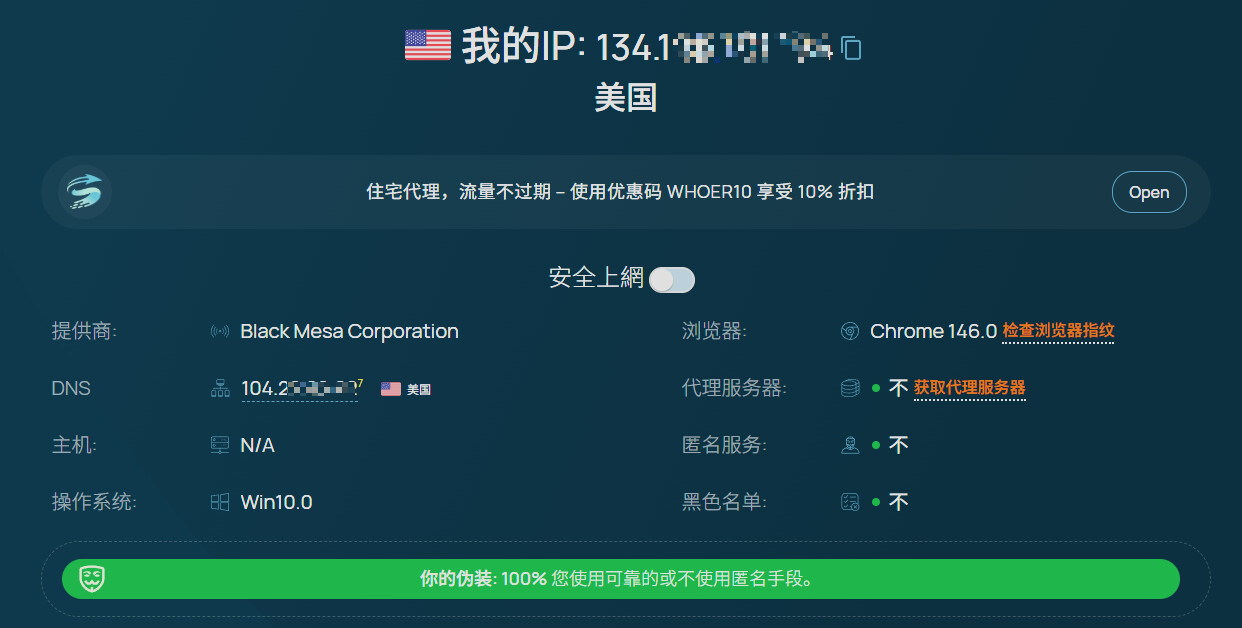 我的IP: 134.1
美国
住宅代理，流量不过期 – 使用优惠码 WHOER10 享受 10% 折扣
Open
安全上網
提供商: Black Mesa Corporation
浏览器: Chrome 146.0 检查浏览器指纹
DNS 104.2 7 美国
代理服务器: 不 获取代理服务器
主机: N/A
匿名服务: 不
操作系统: Win10.0
黑色名单: 不
你的伪装: 100% 您使用可靠的或不使用匿名手段。